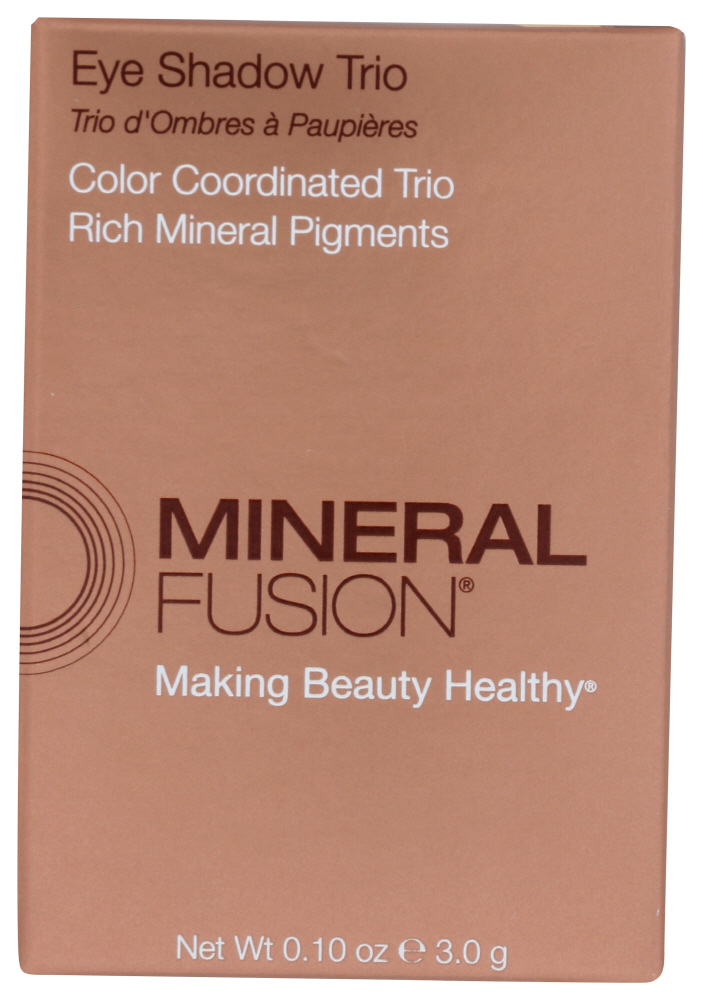 Eye Shadow Trio
Trio d'Ombres à Paupières
Color Coordinated Trio
Rich Mineral Pigments
MINERAL
FUSION®
Making Beauty Healthy®
Net Wt 0.10 oz ℮ 3.0 g